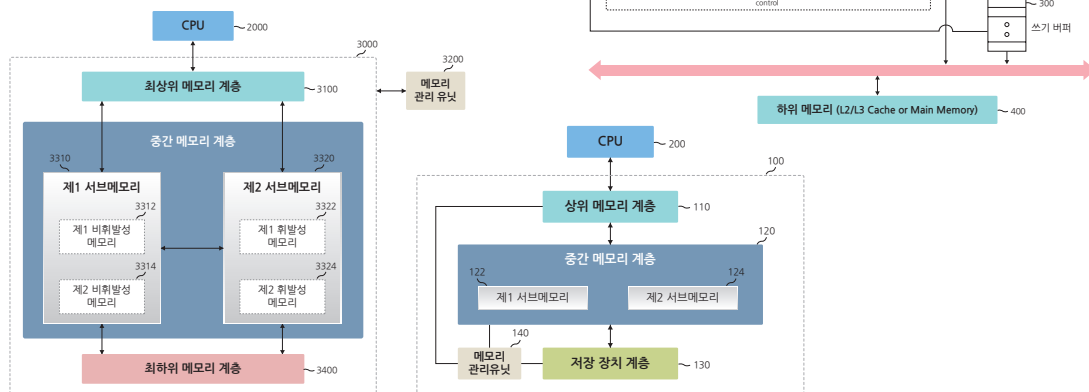 CPU
2000
3000
최상위 메모리 계층
3100
3200
메모리
관리 유닛
중간 메모리 계층
3310
3320
제1 서브메모리
제2 서브메모리
3312
3322
제1 비휘발성
메모리
제1 휘발성
메모리
3314
3324
제2 비휘발성
메모리
제2 휘발성
메모리
최하위 메모리 계층
3400
control
300
쓰기 버퍼
하위 메모리 (L2/L3 Cache or Main Memory)
400
CPU
200
100
상위 메모리 계층
110
120
중간 메모리 계층
122
124
제1 서브메모리
제2 서브메모리
140
메모리
관리유닛
저장 장치 계층
130